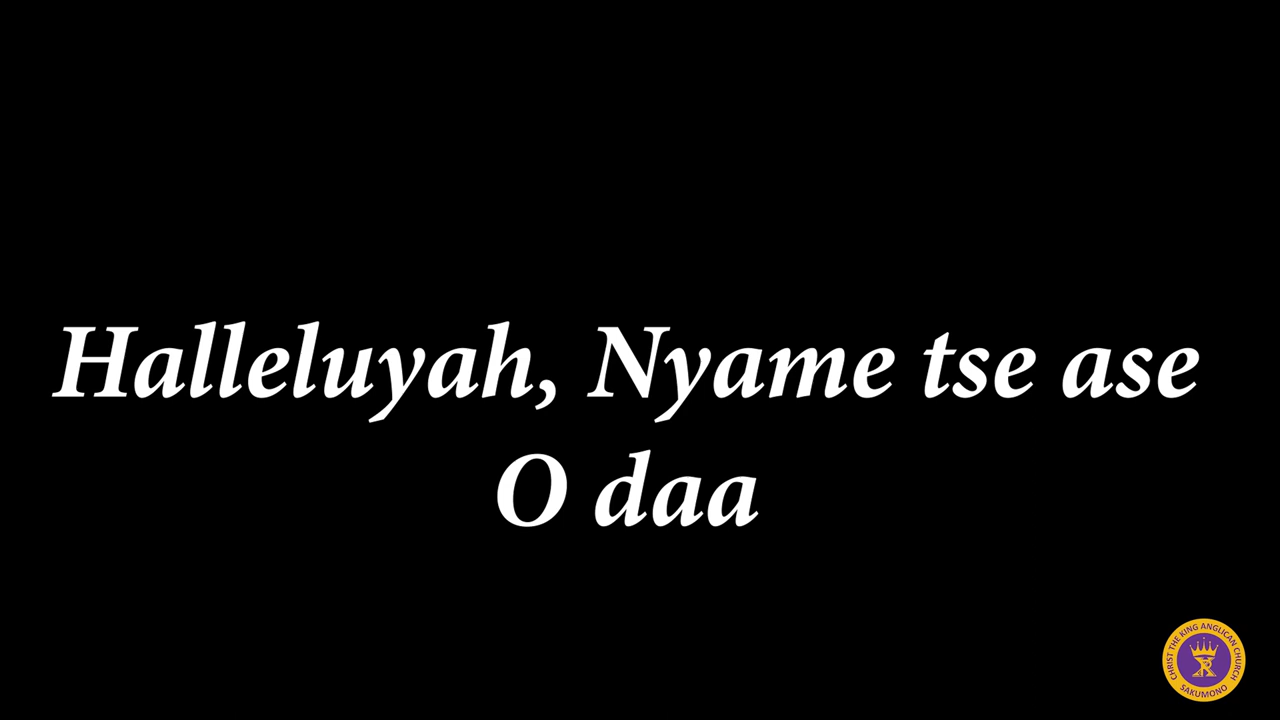 Halleluyah, Nyame tse ase
O daa
CHRIST THE KING ANGLICAN CHURCH
SAKUMONO